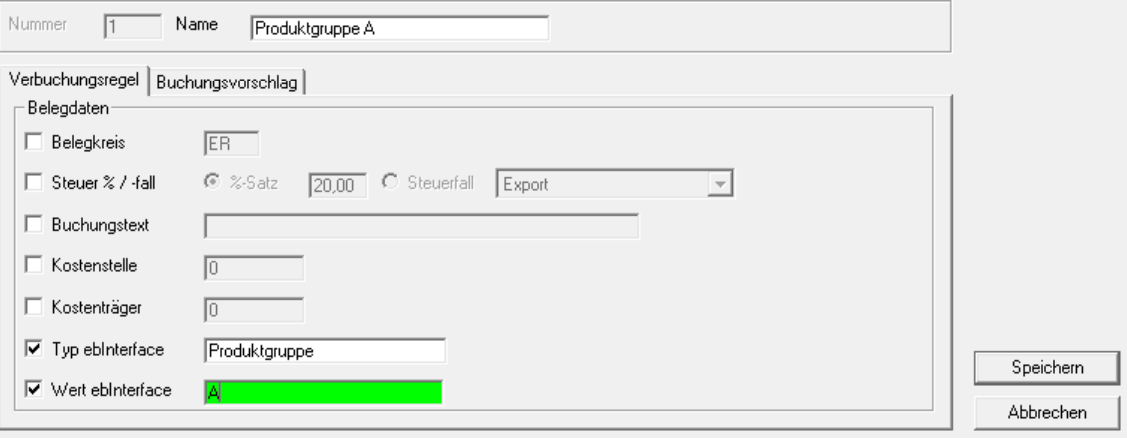 Nummer 1 Name Produktgruppe A
Verbuchungsregel Buchungsvorschlag
Belegdaten
Belegkreis ER
Steuer % / -fall %-Satz 20,00 Steuerfall Export
Buchungstext
Kostenstelle 0
Kostenträger 0
Typ ebInterface Produktgruppe
Wert ebInterface A
Speichern
Abbrechen